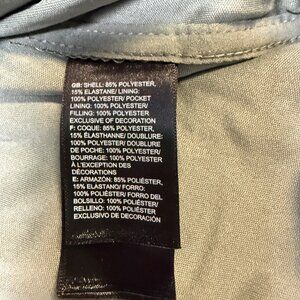 GB: SHELL: 85% POLYESTER,
15% ELASTANE/ LINING:
100% POLYESTER/ POCKET
LINING: 100% POLYESTER/
FILLING: 100% POLYESTER
EXCLUSIVE OF DECORATION
F: COQUE: 85% POLYESTER,
15% ÉLASTHANNE/ DOUBLURE:
100% POLYESTER/ DOUBLURE
DE POCHE: 100% POLYESTER/
BOURRAGE: 100% POLYESTER
À L'EXCEPTION DES
DÉCORATIONS
E: ARMAZÓN: 85% POLIÉSTER,
15% ELASTANO/ FORRO:
100% POLIÉSTER/ FORRO DEL
BOLSILLO: 100% POLIÉSTER/
RELLENO: 100% POLIÉSTER
EXCLUSIVO DE DECORACIÓN